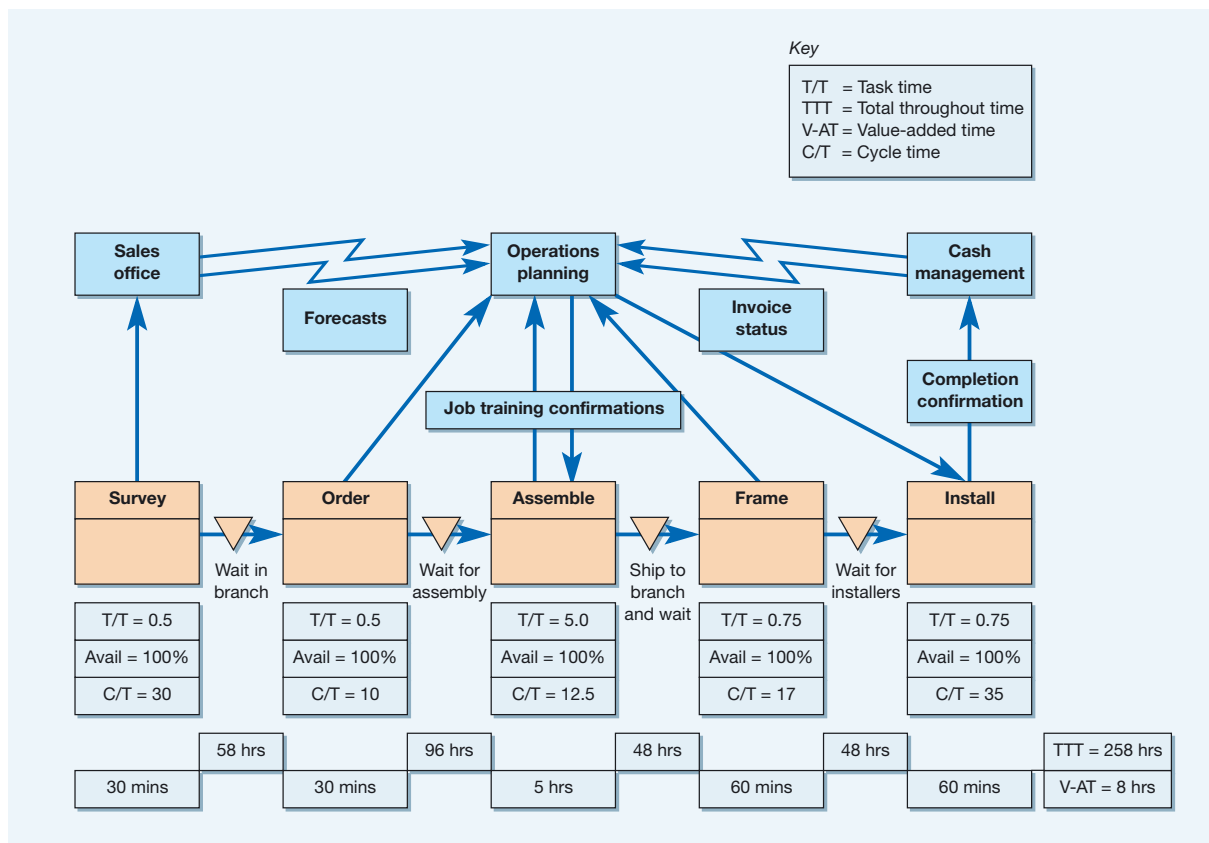 Key
T/T = Task time
TTT = Total throughout time
V-AT = Value-added time
C/T = Cycle time
Sales
office
Operations
planning
Cash
management
Forecasts
Invoice
status
Job training confirmations
Completion
confirmation
Survey
Order
Assemble
Frame
Install
Wait in
branch
Wait for
assembly
Ship to
branch
and wait
Wait for
installers
T/T = 0.5
Avail = 100%
C/T = 30
T/T = 0.5
Avail = 100%
C/T = 10
T/T = 5.0
Avail = 100%
C/T = 12.5
T/T = 0.75
Avail = 100%
C/T = 17
T/T = 0.75
Avail = 100%
C/T = 35
58 hrs
96 hrs
48 hrs
48 hrs
TTT = 258 hrs
30 mins
30 mins
5 hrs
60 mins
60 mins
V-AT = 8 hrs